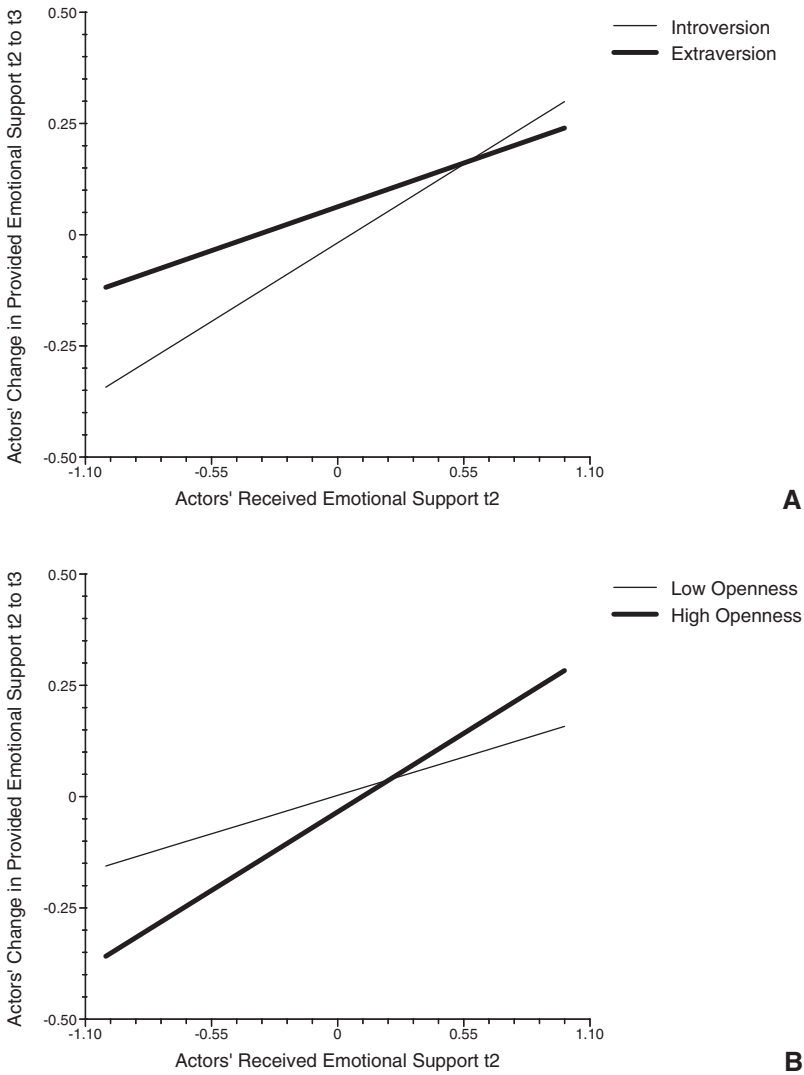 0.50
0.25
0
-0.25
-0.50
-1.10
-0.55
0
0.55
1.10
Actors' Change in Provided Emotional Support t2 to t3
Actors' Received Emotional Support t2
Introversion
Extraversion
A
0.50
0.25
0
-0.25
-0.50
-1.10
-0.55
0
0.55
1.10
Actors' Change in Provided Emotional Support t2 to t3
Actors' Received Emotional Support t2
Low Openness
High Openness
B